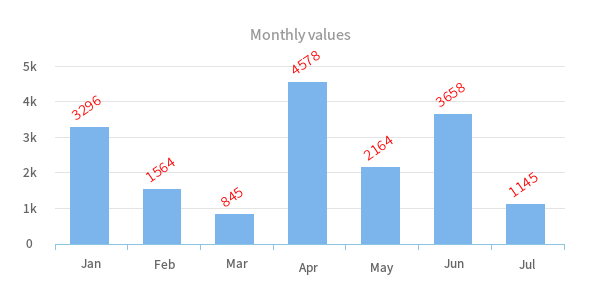 Monthly values
5k
4k
3k
2k
1k
0
3296
1564
845
4578
2164
3658
1145
Jan Feb Mar Apr May Jun Jul